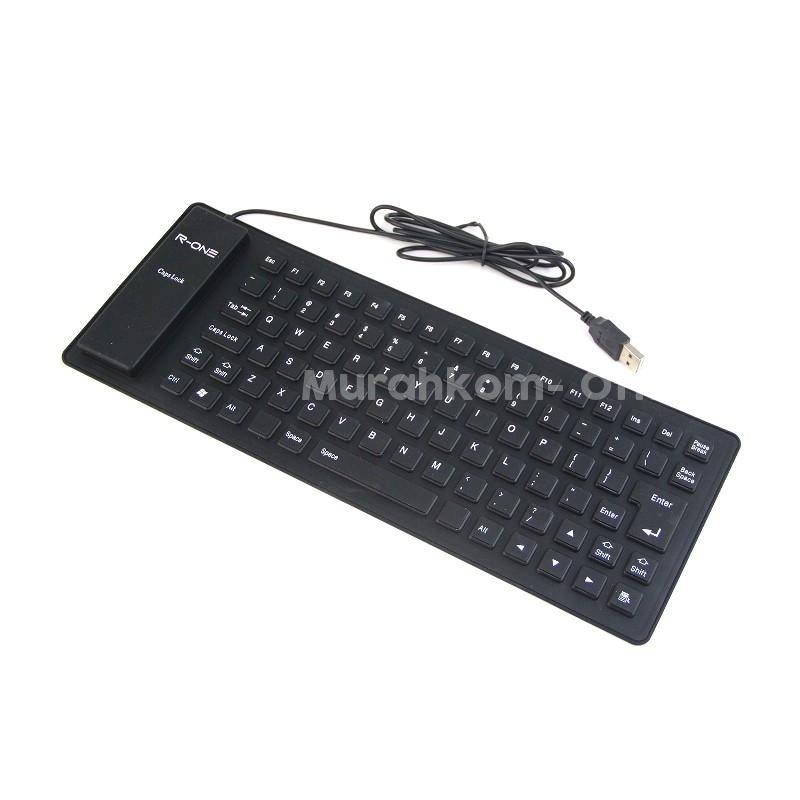 R-ONE
Caps Lock
Esc F1 F2 F3 F4 F5 F6 F7 F8 F9 F10 F11 F12 Ins Del Pause Break
! 1 @ 2 # 3 $ 4 % 5 ^ 6 & 7 * 8 ( 9 ) 0 _ - + = Back Space
Tab Q W E R T Y U I O P { [ } ] Enter
Caps Lock A S D F G H J K L : ; " ' Enter
Shift Shift Z X C V B N M < , > . ? / Shift Shift
Ctrl Alt Space Space Alt
Murahkom- On